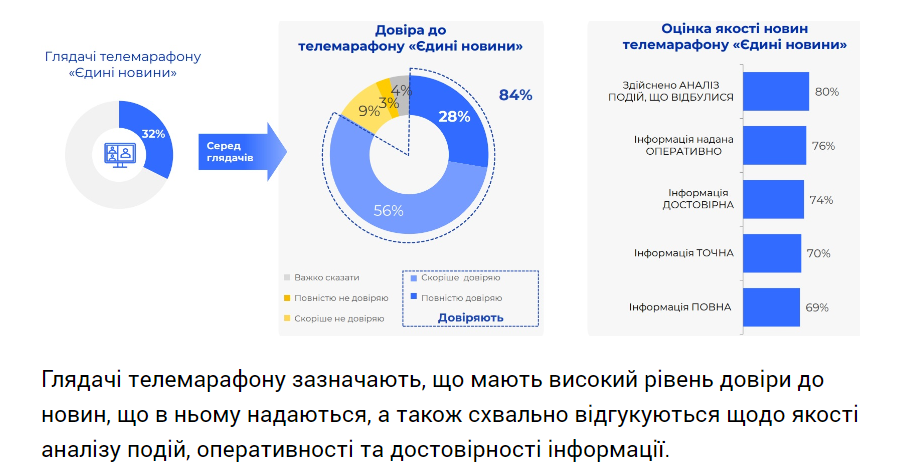 Глядачі телемарафону
«Єдині новини»
32%
Серед
глядачів
Довіра до
телемарафону «Єдині новини»
84%
4%
3%
9%
28%
56%
Важко сказати
Повністю не довіряю
Скоріше не довіряю
Скоріше довіряю
Повністю довіряю
Довіряють
Оцінка якості новин
телемарафону «Єдині новини»
Здійснено АНАЛІЗ
ПОДІЙ, ЩО ВІДБУЛИСЯ
80%
Інформація надана
ОПЕРАТИВНО
76%
Інформація
ДОСТОВІРНА
74%
Інформація ТОЧНА
70%
Інформація ПОВНА
69%
Глядачі телемарафону зазначають, що мають високий рівень довіри до
новин, що в ньому надаються, а також схвально відгукуються щодо якості
аналізу подій, оперативності та достовірності інформації.